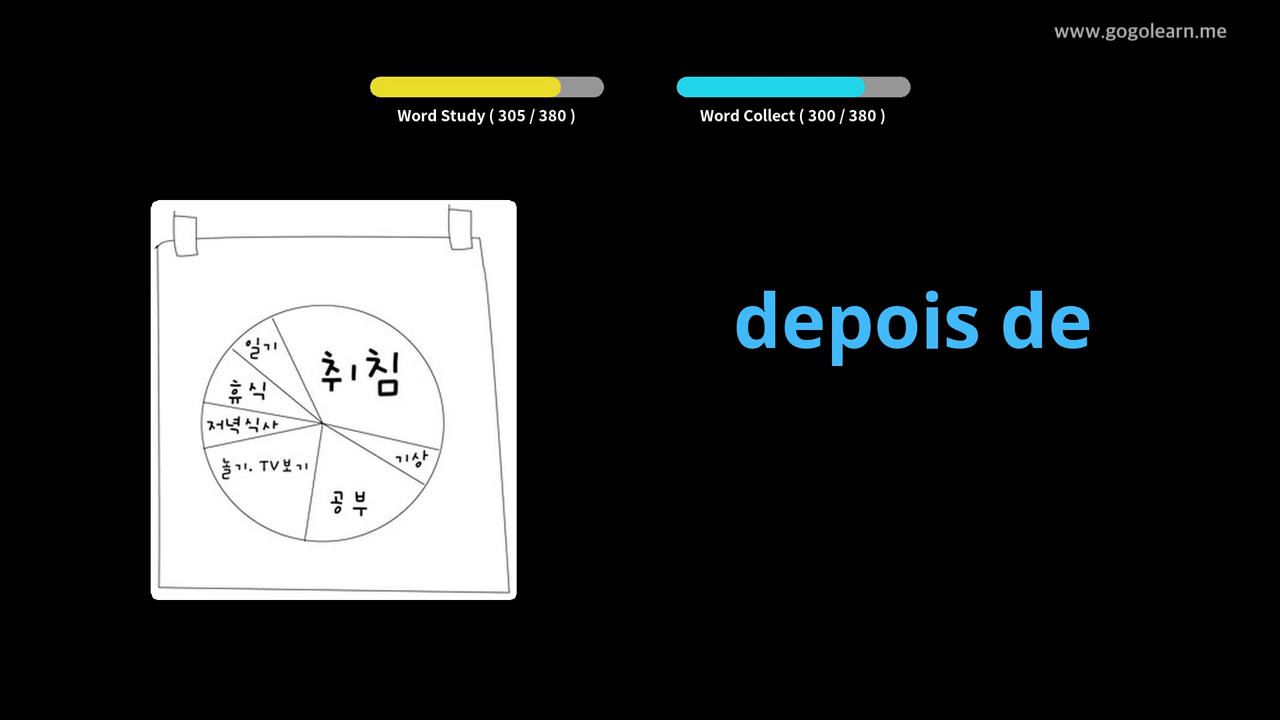 www.gogolearn.me
Word Study ( 305 / 380 )
Word Collect ( 300 / 380 )
일기
취침
휴식
저녁식사
놀기. TV보기
기상
공부
depois de